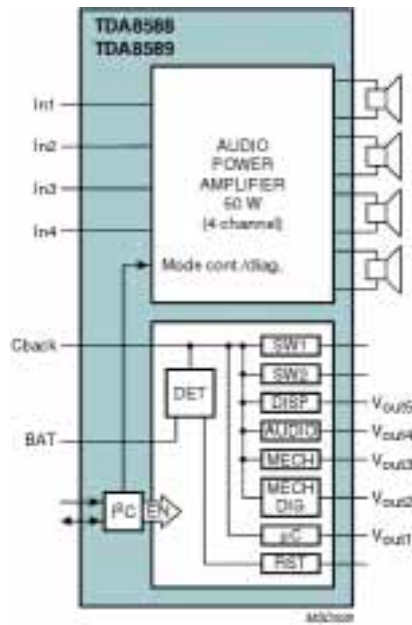 TDA8588
TDA8589
In1
In2
In3
In4
AUDIO
POWER
AMPLIFIER
50 W
(4 channel)
Mode cont./diag.
Cback
SW1
SW2
DET
DISP
Vout5
AUDIO
Vout4
BAT
MECH
Vout3
MECH
DIG
Vout2
I²C
EN
µC
Vout1
RST